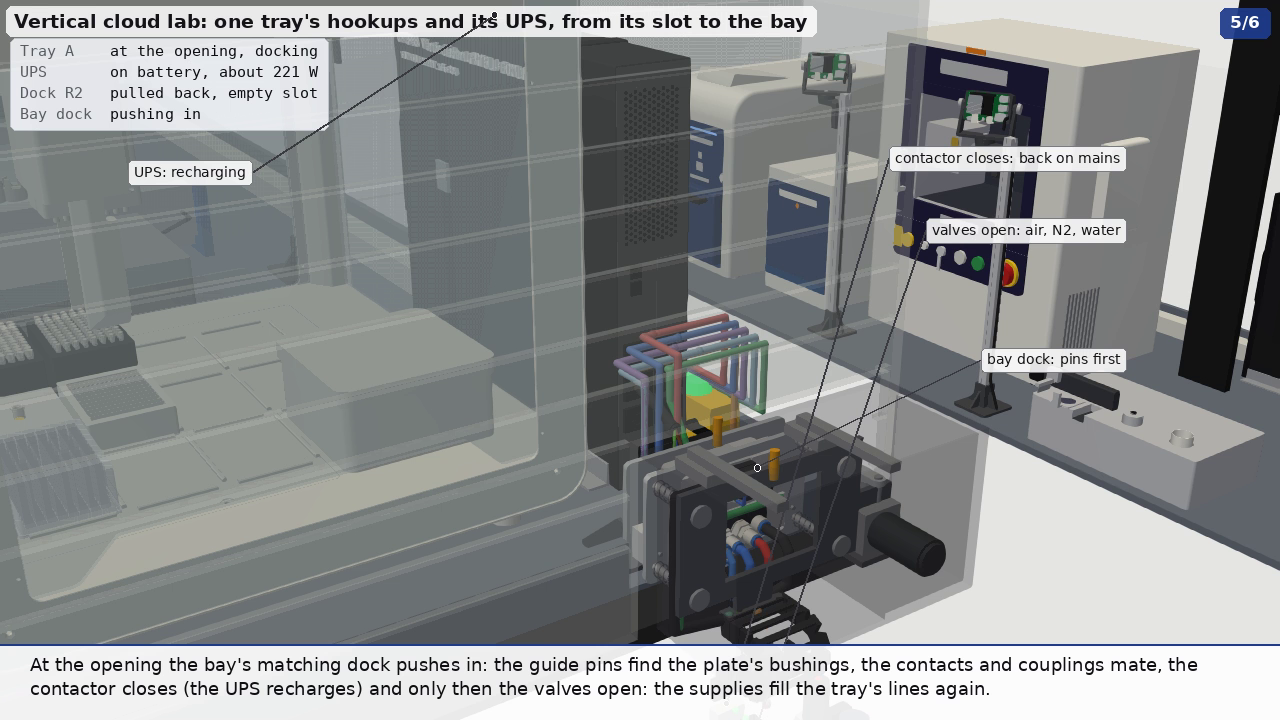 Vertical cloud lab: one tray's hookups and its UPS, from its slot to the bay
5/6
Tray A at the opening, docking
UPS on battery, about 221 W
Dock R2 pulled back, empty slot
Bay dock pushing in
UPS: recharging
contactor closes: back on mains
valves open: air, N2, water
bay dock: pins first
At the opening the bay's matching dock pushes in: the guide pins find the plate's bushings, the contacts and couplings mate, the
contactor closes (the UPS recharges) and only then the valves open: the supplies fill the tray's lines again.